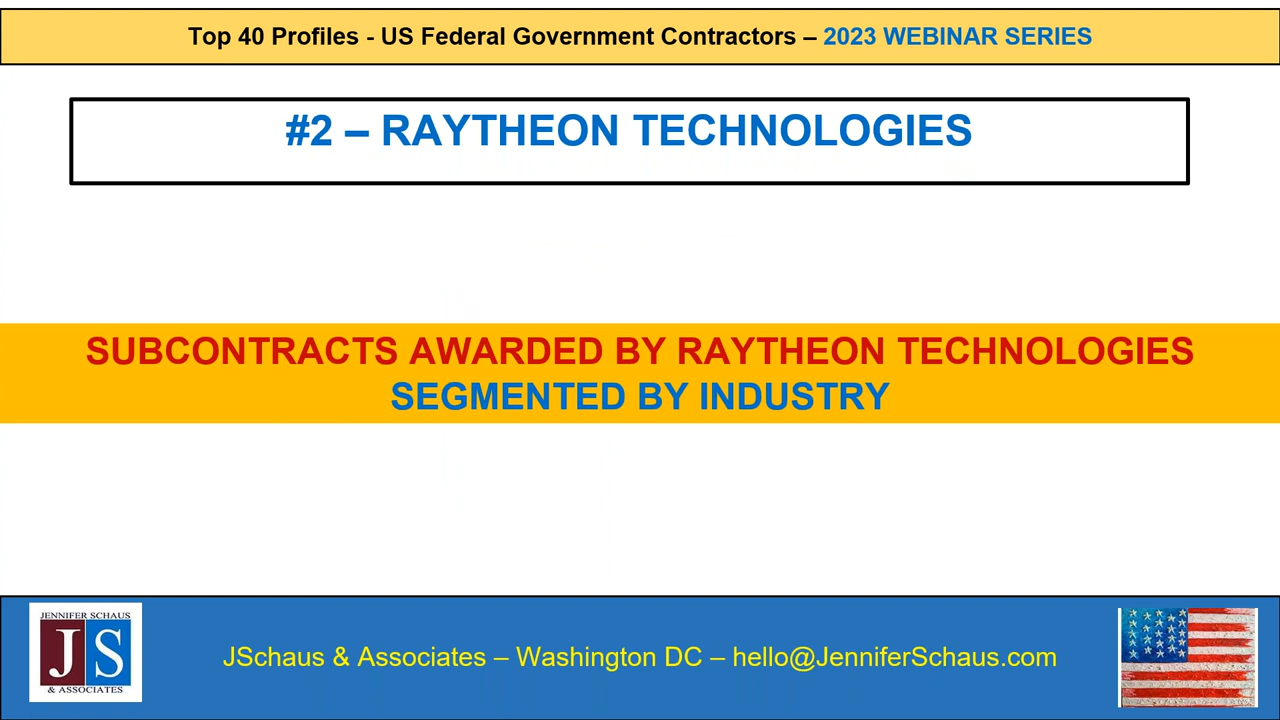 Top 40 Profiles - US Federal Government Contractors – 2023 WEBINAR SERIES
#2 – RAYTHEON TECHNOLOGIES
SUBCONTRACTS AWARDED BY RAYTHEON TECHNOLOGIES
SEGMENTED BY INDUSTRY
JENNIFER SCHAUS
JS
& ASSOCIATES
JSchaus & Associates – Washington DC – hello@JenniferSchaus.com